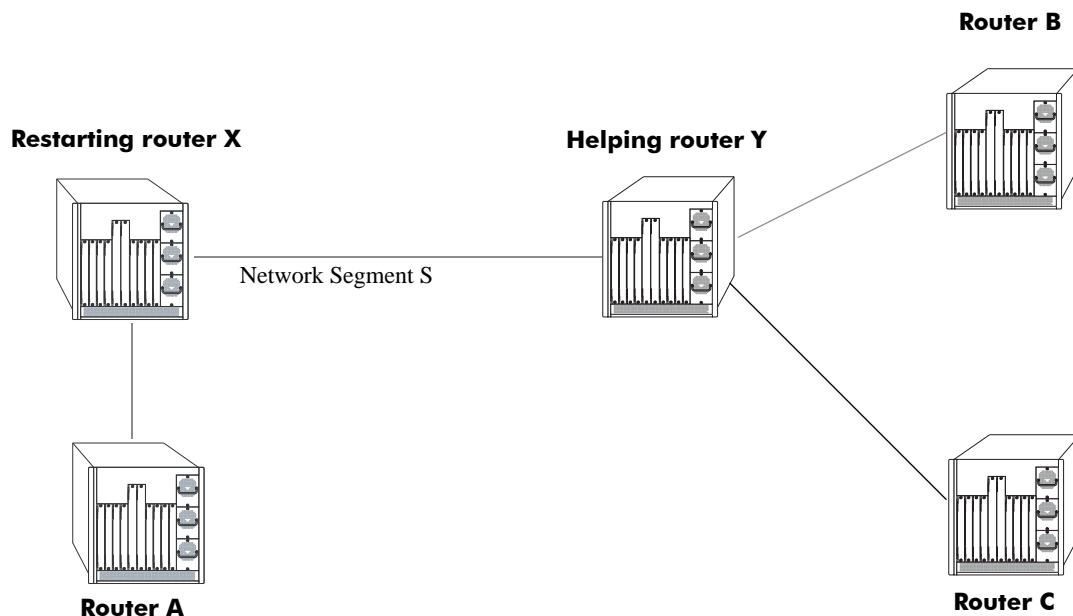 Router B
Restarting router X
Helping router Y
Network Segment S
Router A
Router C